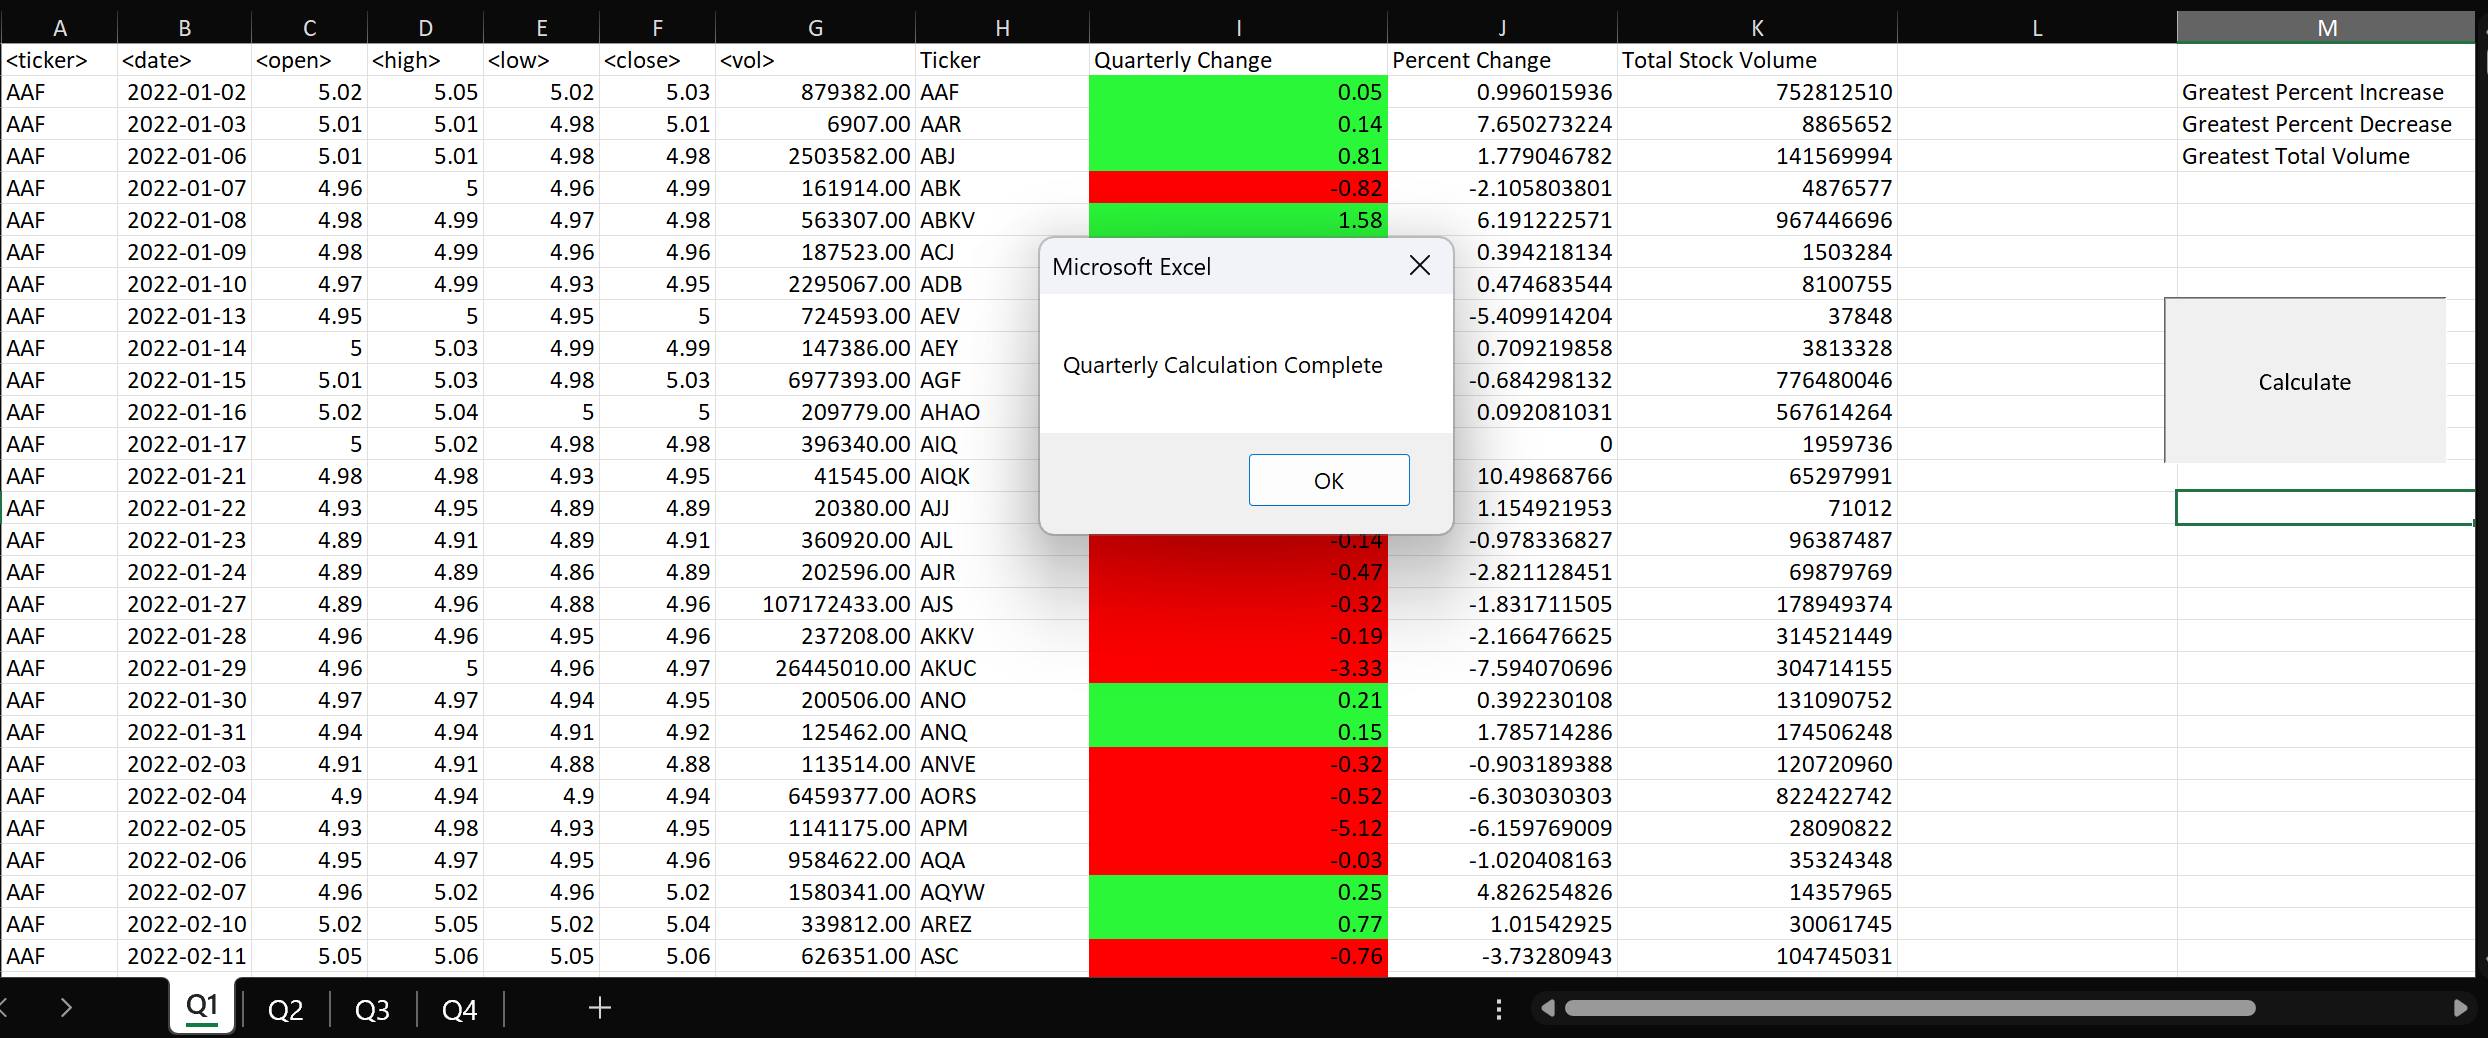 A B C D E F G H I J K L M
<ticker> <date> <open> <high> <low> <close> <vol> Ticker Quarterly Change Percent Change Total Stock Volume
AAF 2022-01-02 5.02 5.05 5.02 5.03 879382.00 AAF 0.05 0.996015936 752812510 Greatest Percent Increase
AAF 2022-01-03 5.01 5.01 4.98 5.01 6907.00 AAR 0.14 7.650273224 8865652 Greatest Percent Decrease
AAF 2022-01-06 5.01 5.01 4.98 4.98 2503582.00 ABJ 0.81 1.779046782 141569994 Greatest Total Volume
AAF 2022-01-07 4.96 5 4.96 4.99 161914.00 ABK -0.82 -2.105803801 4876577
AAF 2022-01-08 4.98 4.99 4.97 4.98 563307.00 ABKV 1.58 6.191222571 967446696
AAF 2022-01-09 4.98 4.99 4.96 4.96 187523.00 ACJ 0.394218134 1503284
Microsoft Excel
AAF 2022-01-10 4.97 4.99 4.93 4.95 2295067.00 ADB 0.474683544 8100755
AAF 2022-01-13 4.95 5 4.95 5 724593.00 AEV -5.409914204 37848
AAF 2022-01-14 5 5.03 4.99 4.99 147386.00 AEY 0.709219858 3813328
Quarterly Calculation Complete
AAF 2022-01-15 5.01 5.03 4.98 5.03 6977393.00 AGF -0.684298132 776480046 Calculate
AAF 2022-01-16 5.02 5.04 5 5 209779.00 AHAO 0.092081031 567614264
AAF 2022-01-17 5 5.02 4.98 4.98 396340.00 AIQ 0 1959736
AAF 2022-01-21 4.98 4.98 4.93 4.95 41545.00 AIQK 10.49868766 65297991
OK
AAF 2022-01-22 4.93 4.95 4.89 4.89 20380.00 AJJ 1.154921953 71012
AAF 2022-01-23 4.89 4.91 4.89 4.91 360920.00 AJL -0.14 -0.978336827 96387487
AAF 2022-01-24 4.89 4.89 4.86 4.89 202596.00 AJR -0.47 -2.821128451 69879769
AAF 2022-01-27 4.89 4.96 4.88 4.96 107172433.00 AJS -0.32 -1.831711505 178949374
AAF 2022-01-28 4.96 4.96 4.95 4.96 237208.00 AKKV -0.19 -2.166476625 314521449
AAF 2022-01-29 4.96 5 4.96 4.97 26445010.00 AKUC -3.33 -7.594070696 304714155
AAF 2022-01-30 4.97 4.97 4.94 4.95 200506.00 ANO 0.21 0.392230108 131090752
AAF 2022-01-31 4.94 4.94 4.91 4.92 125462.00 ANQ 0.15 1.785714286 174506248
AAF 2022-02-03 4.91 4.91 4.88 4.88 113514.00 ANVE -0.32 -0.903189388 120720960
AAF 2022-02-04 4.9 4.94 4.9 4.94 6459377.00 AORS -0.52 -6.303030303 822422742
AAF 2022-02-05 4.93 4.98 4.93 4.95 1141175.00 APM -5.12 -6.159769009 28090822
AAF 2022-02-06 4.95 4.97 4.95 4.96 9584622.00 AQA -0.03 -1.020408163 35324348
AAF 2022-02-07 4.96 5.02 4.96 5.02 1580341.00 AQYW 0.25 4.826254826 14357965
AAF 2022-02-10 5.02 5.05 5.02 5.04 339812.00 AREZ 0.77 1.01542925 30061745
AAF 2022-02-11 5.05 5.06 5.05 5.06 626351.00 ASC -0.76 -3.73280943 104745031
Q1 Q2 Q3 Q4